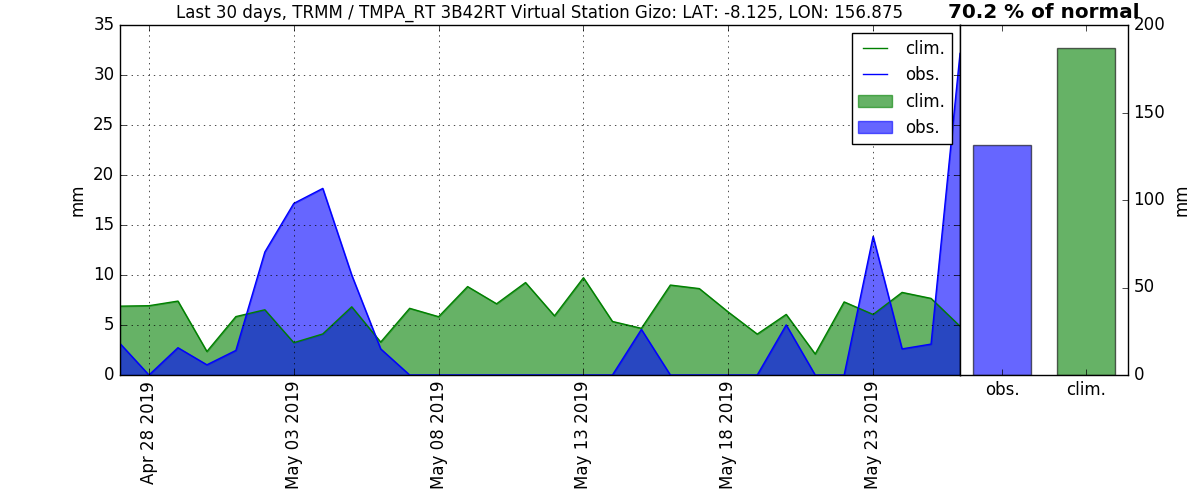 Last 30 days, TRMM / TMPA_RT 3B42RT Virtual Station Gizo: LAT: -8.125, LON: 156.875
70.2 % of normal
35
30
25
20
15
10
5
0
mm
clim.
obs.
clim.
obs.
200
150
100
50
0
mm
Apr 28 2019
May 03 2019
May 08 2019
May 13 2019
May 18 2019
May 23 2019
obs.
clim.